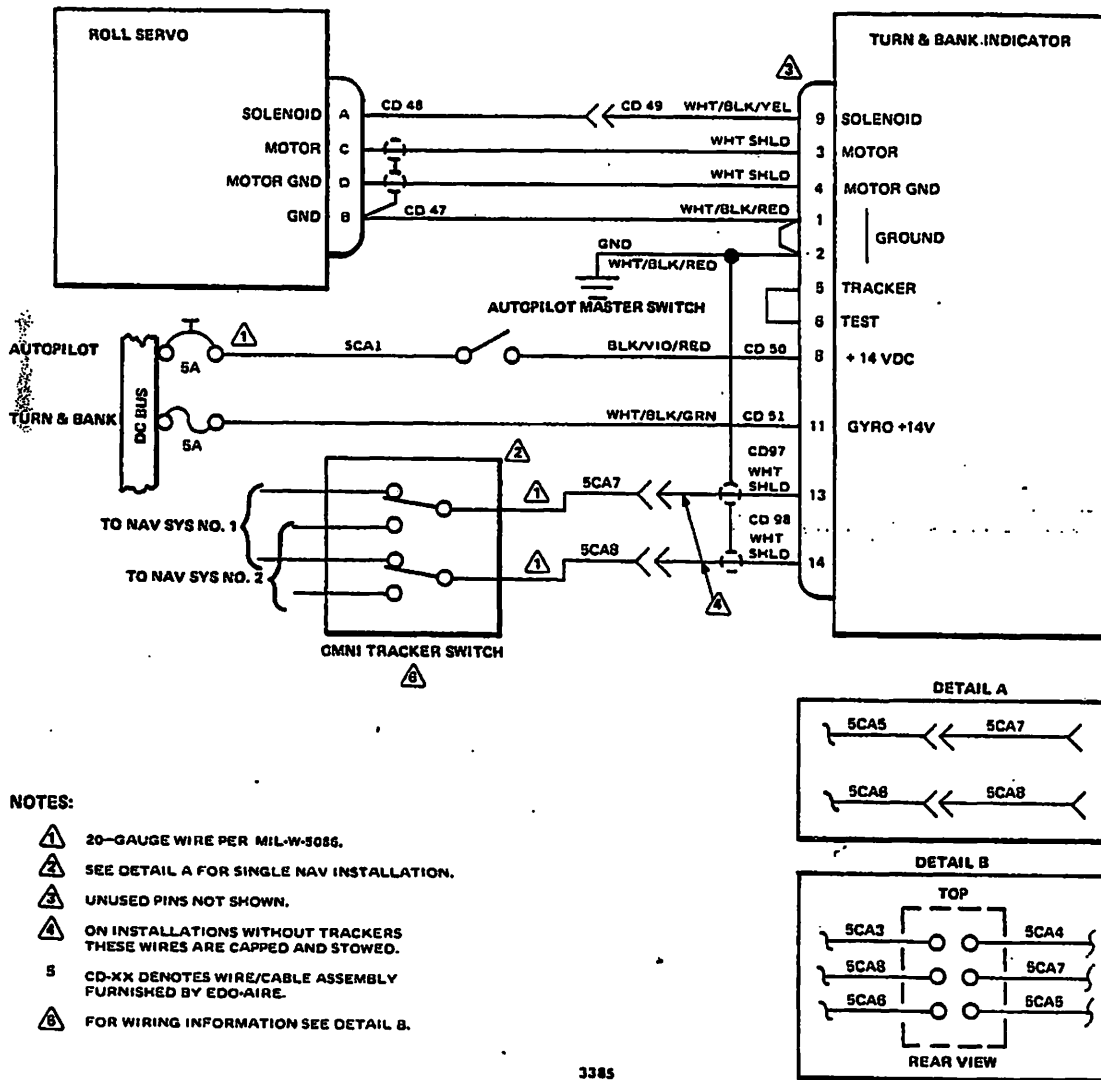 ROLL SERVO
TURN & BANK INDICATOR
3
SOLENOID A CD 48 CD 49 WHT/BLK/YEL 9 SOLENOID
MOTOR C WHT SHLD 3 MOTOR
MOTOR GND D WHT SHLD 4 MOTOR GND
GND B CD 47 WHT/BLK/RED 1
GROUND
GND
WHT/BLK/RED 2
5 TRACKER
AUTOPILOT MASTER SWITCH
6 TEST
AUTOPILOT 5A 1 5CA1 BLK/VIO/RED CD 50 8 + 14 VDC
DC BUS
TURN & BANK 5A WHT/BLK/GRN CD 51 11 GYRO +14V
2
CD97
WHT
SHLD
1 5CA7 13
TO NAV SYS NO. 1
CD 98
WHT
SHLD
1 5CA8 14
TO NAV SYS NO. 2
4
OMNI TRACKER SWITCH
6
DETAIL A
5CA5 5CA7
5CA6 5CA8
NOTES:
1 20-GAUGE WIRE PER MIL-W-5086.
2 SEE DETAIL A FOR SINGLE NAV INSTALLATION.
3 UNUSED PINS NOT SHOWN.
4 ON INSTALLATIONS WITHOUT TRACKERS
THESE WIRES ARE CAPPED AND STOWED.
5 CD-XX DENOTES WIRE/CABLE ASSEMBLY
FURNISHED BY EDO-AIRE.
6 FOR WIRING INFORMATION SEE DETAIL B.
DETAIL B
TOP
5CA3 5CA4
5CA8 5CA7
5CA6 5CA5
REAR VIEW
3385